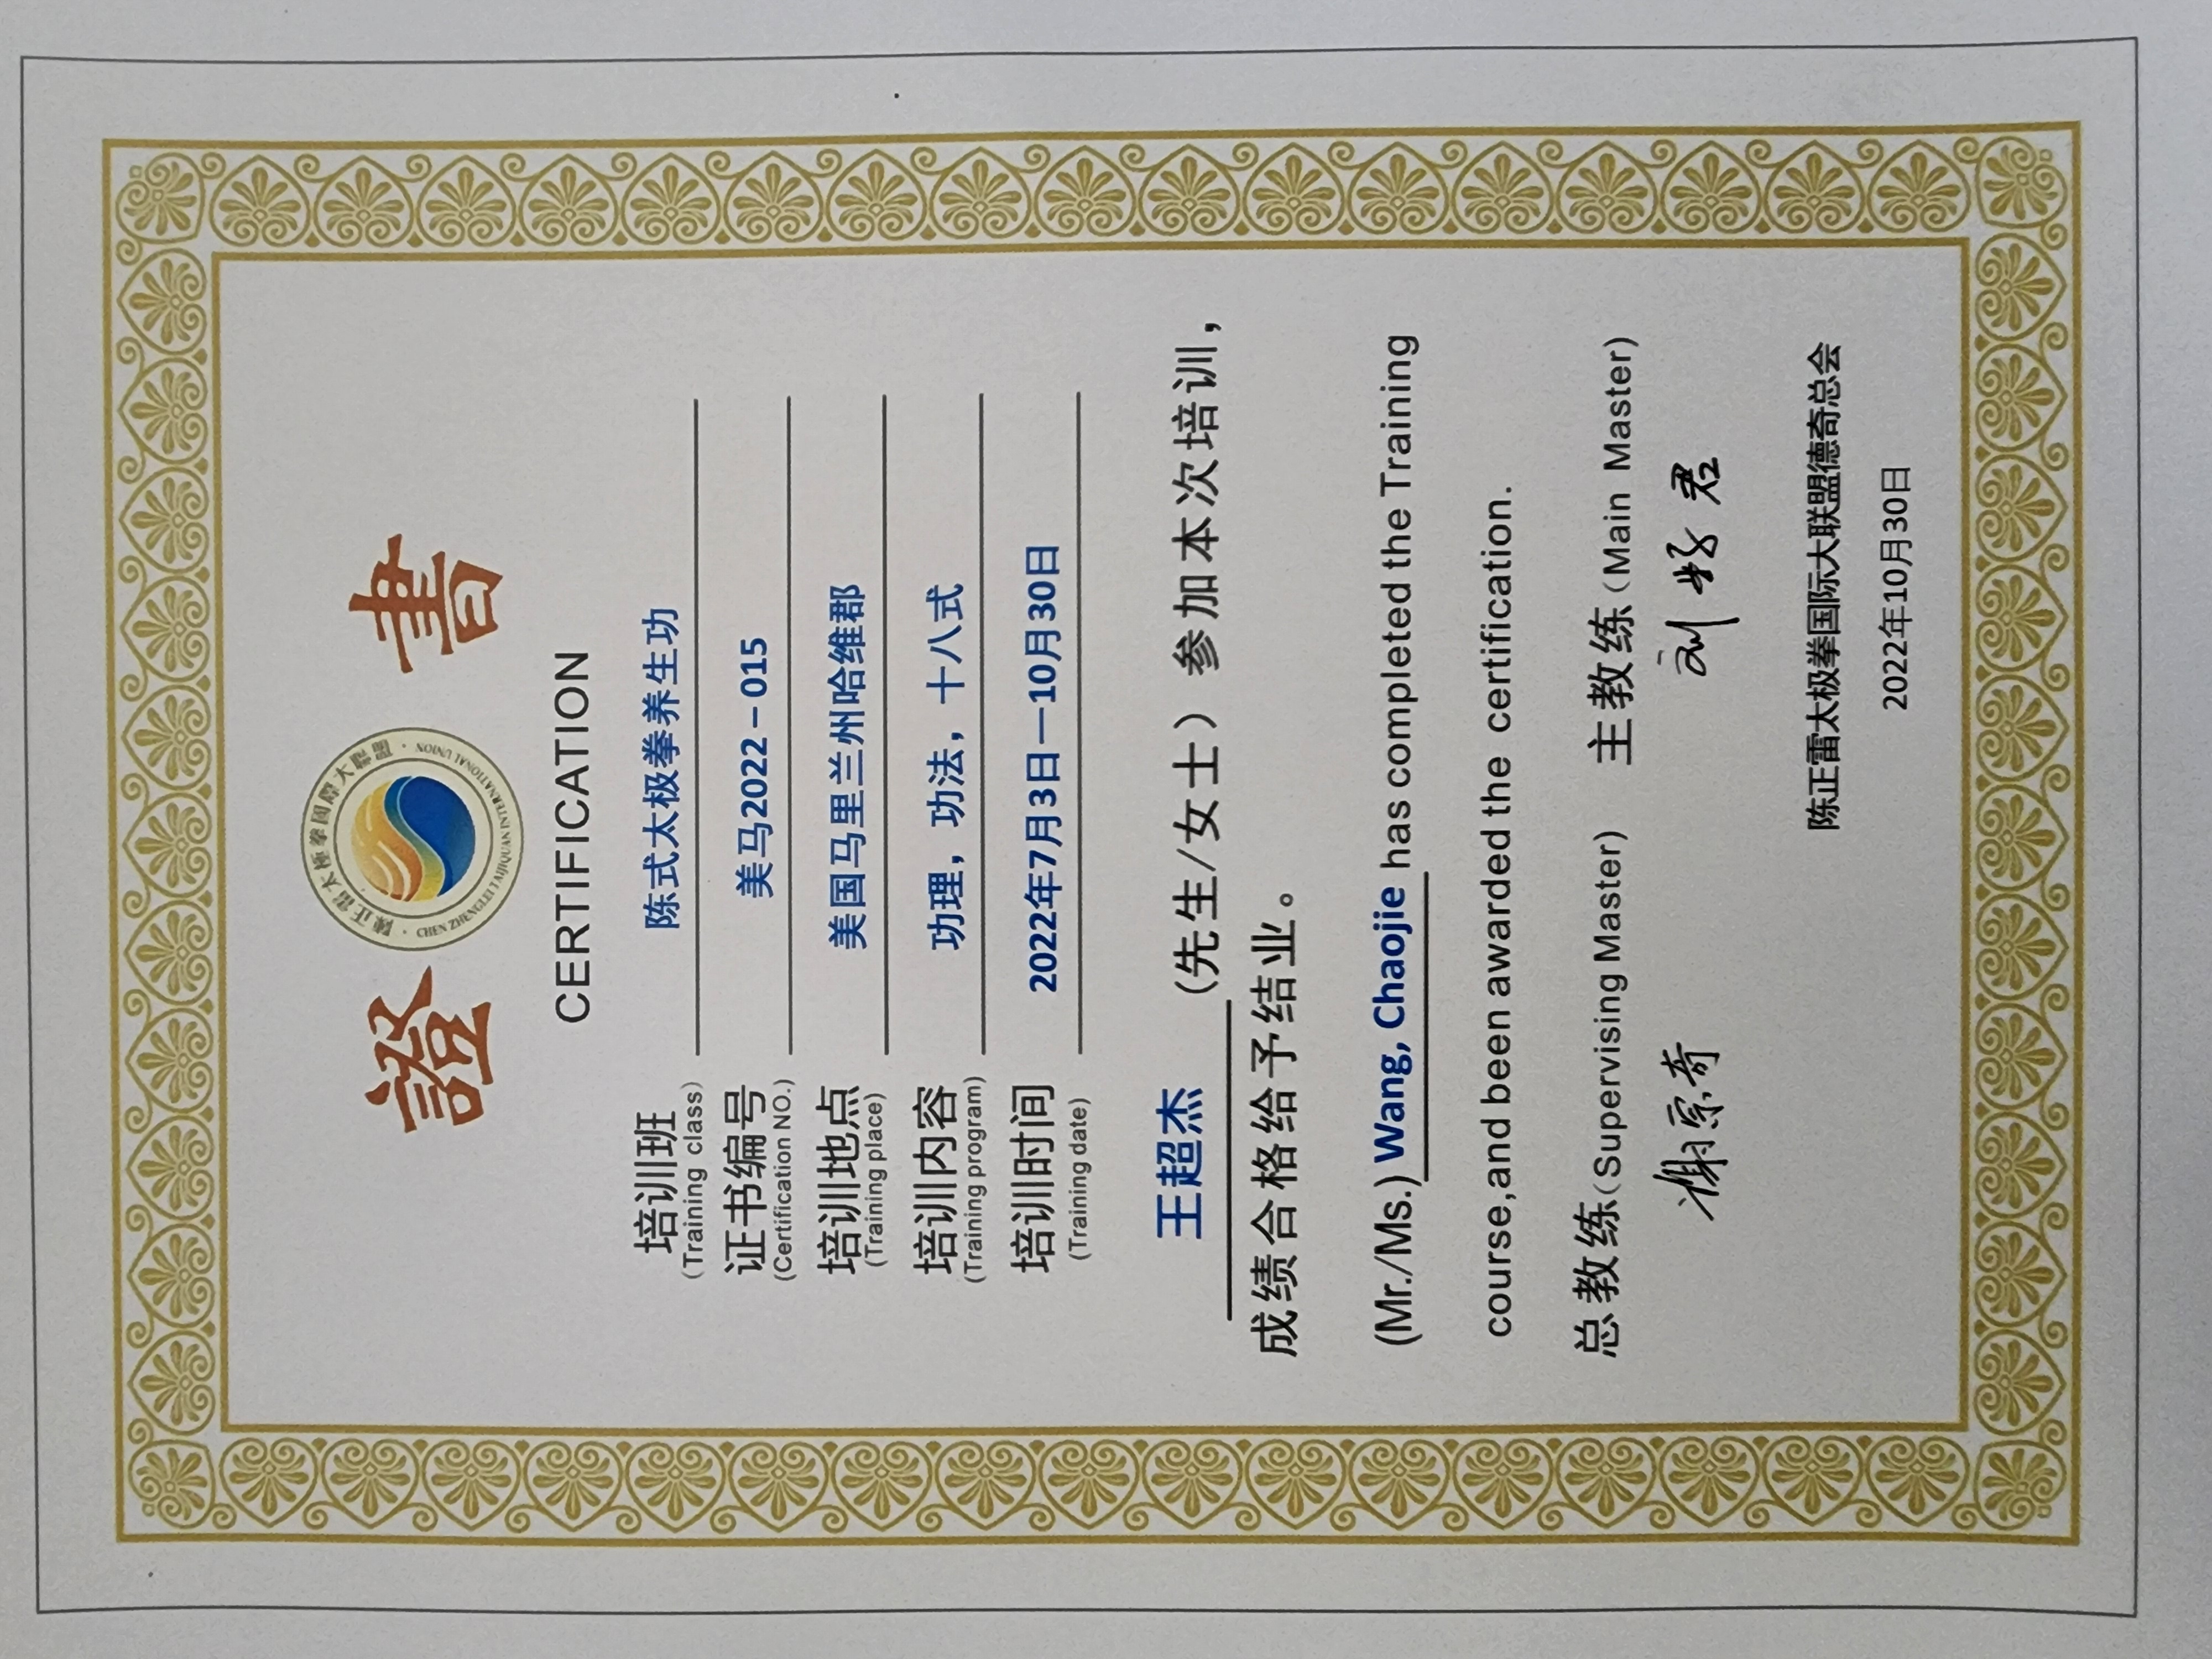 證 書
陳正雷太極拳國際大聯盟
CHEN ZHENGLEI TAIJIQUAN INTERNATIONAL UNION
CERTIFICATION
培训班 陈式太极拳养生功
(Training class)
证书编号 美马2022 – 015
(Certification NO.)
培训地点 美国马里兰州哈维郡
(Training place)
培训内容 功理，功法，十八式
(Training program)
培训时间 2022年7月3日—10月30日
(Training date)
王超杰 (先生/女士）参加本次培训，
成绩合格给予结业。
(Mr./Ms.) Wang, Chaojie has completed the Training
course,and been awarded the certification.
总教练(Supervising Master) 主教练(Main Master)
谢宗奇 刘好君
陈正雷太极拳国际大联盟德奇总会
2022年10月30日